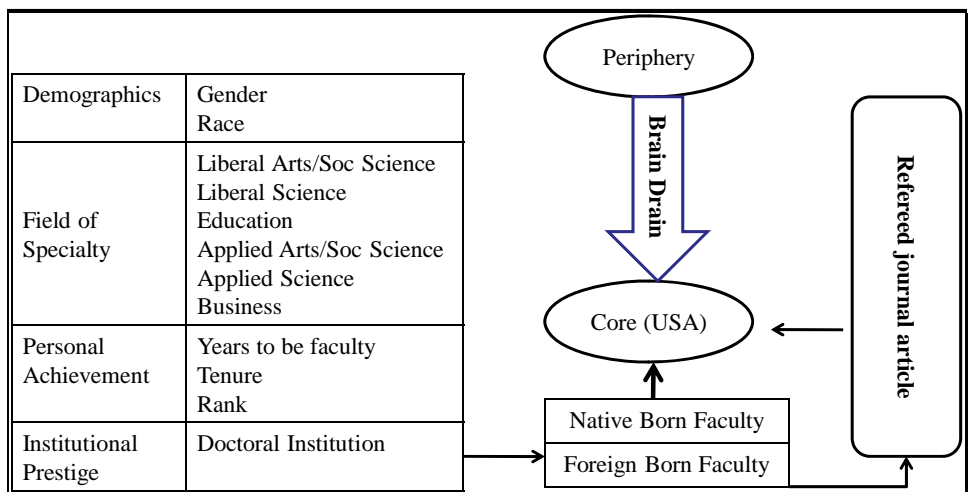 Demographics
Gender
Race
Field of
Specialty
Liberal Arts/Soc Science
Liberal Science
Education
Applied Arts/Soc Science
Applied Science
Business
Personal
Achievement
Years to be faculty
Tenure
Rank
Institutional
Prestige
Doctoral Institution
Periphery
Brain Drain
Core (USA)
Native Born Faculty
Foreign Born Faculty
Refereed journal article